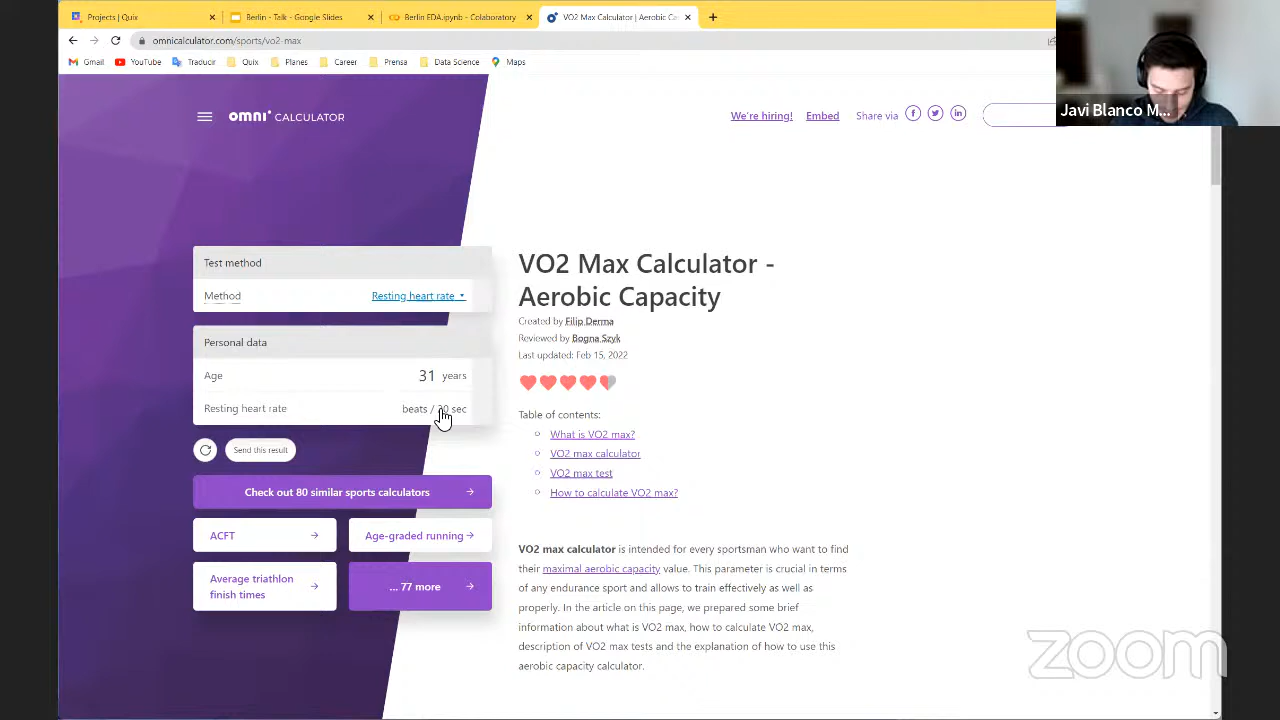 Projects | Quix
Berlin - Talk - Google Slides
Berlin EDA.ipynb - Colaboratory
VO2 Max Calculator | Aerobic Ca
omnicalculator.com/sports/vo2-max
Gmail
YouTube
Traducir
Quix
Planes
Career
Prensa
Data Science
Maps
Javi Blanco M...
omni CALCULATOR
We're hiring!
Embed
Share via
Test method
Method
Resting heart rate
Personal data
Age
31 years
Resting heart rate
beats / 20 sec
Send this result
Check out 80 similar sports calculators
ACFT
Age-graded running
Average triathlon
finish times
... 77 more
VO2 Max Calculator -
Aerobic Capacity
Created by Filip Derma
Reviewed by Bogna Szyk
Last updated: Feb 15, 2022
Table of contents:
What is VO2 max?
VO2 max calculator
VO2 max test
How to calculate VO2 max?
VO2 max calculator is intended for every sportsman who want to find
their maximal aerobic capacity value. This parameter is crucial in terms
of any endurance sport and allows to train effectively as well as
properly. In the article on this page, we prepared some brief
information about what is VO2 max, how to calculate VO2 max,
description of VO2 max tests and the explanation of how to use this
aerobic capacity calculator.
zoom